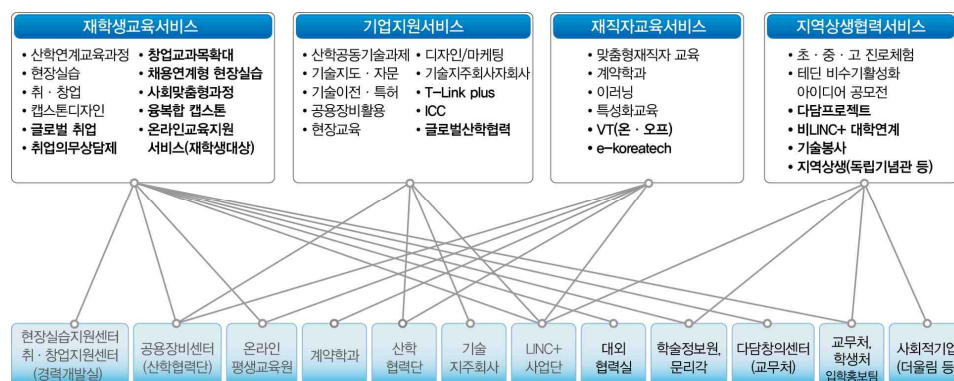 재학생교육서비스
• 산학연계교육과정
• 현장실습
• 취 · 창업
• 캡스톤디자인
• 글로벌 취업
• 취업의무상담제
• 창업교과목확대
• 채용연계형 현장실습
• 사회맞춤형과정
• 융복합 캡스톤
• 온라인교육지원
서비스(재학생대상)
기업지원서비스
• 산학공동기술과제
• 기술지도 · 자문
• 기술이전 · 특허
• 공용장비활용
• 현장교육
• 디자인/마케팅
• 기술지주회사자회사
• T-Link plus
• ICC
• 글로벌산학협력
재직자교육서비스
• 맞춤형재직자 교육
• 계약학과
• 이러닝
• 특성화교육
• VT(온 · 오프)
• e-koreatech
지역상생협력서비스
• 초 · 중 · 고 진로체험
• 테딘 비수기활성화
아이디어 공모전
• 다담프로젝트
• 비LINC+ 대학연계
• 기술봉사
• 지역상생(독립기념관 등)
현장실습지원센터
취 · 창업지원센터
(경력개발실)
공용장비센터
(산학협력단)
온라인
평생교육원
계약학과
산학
협력단
기술
지주회사
LINC+
사업단
대외
협력실
학술정보원,
문리각
다담창의센터
(교무처)
교무처,
학생처
입학홍보팀
사회적기업
(더울림 등)